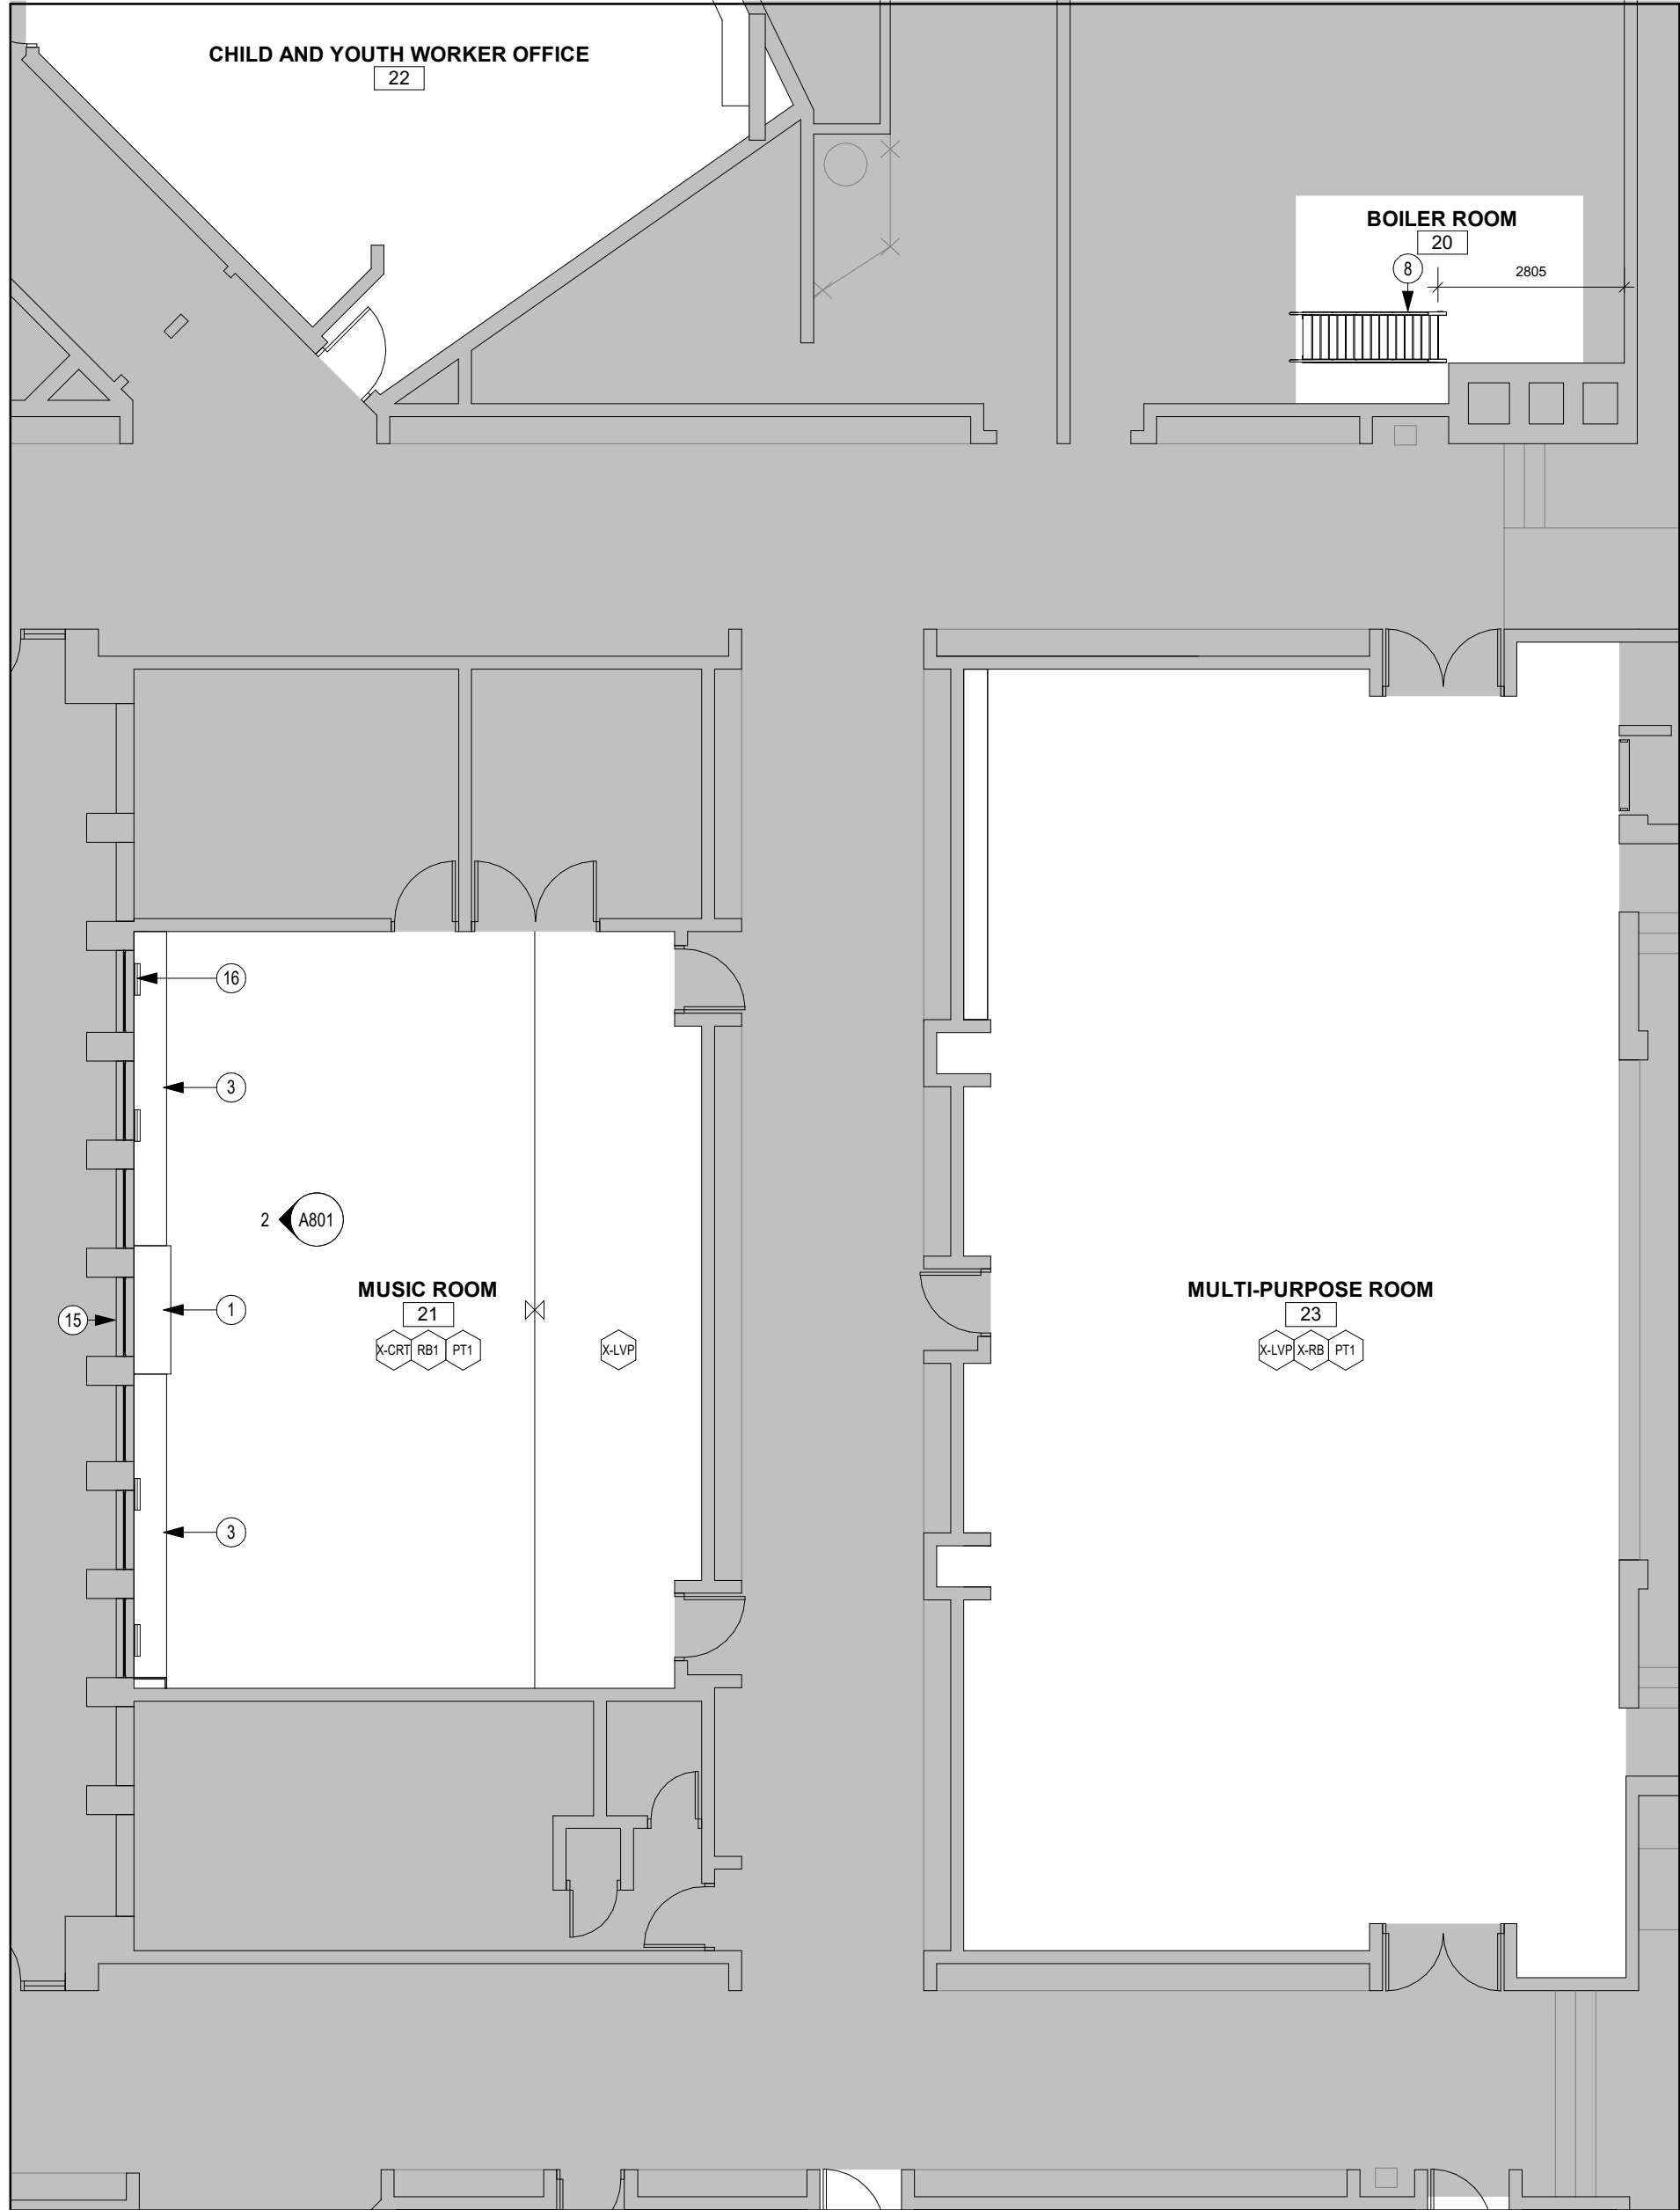 CHILD AND YOUTH WORKER OFFICE
22
BOILER ROOM
20
8
2805
16
3
2
A801
MUSIC ROOM
21
1
15
X-CRT RB1 PT1
X-LVP
MULTI-PURPOSE ROOM
23
X-LVP X-RB PT1
3